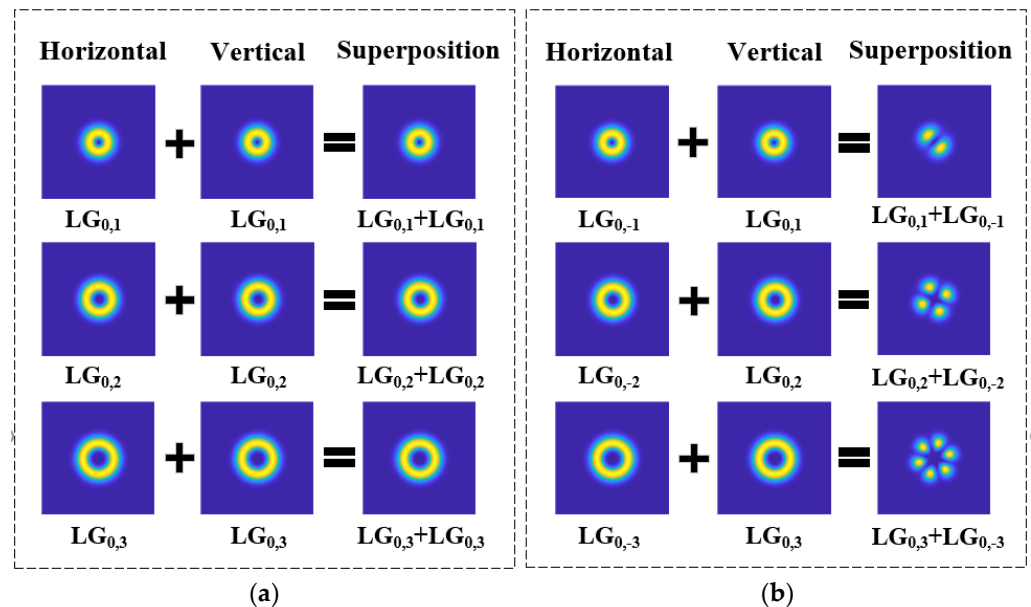 Horizontal Vertical Superposition
+ =
LG0,1 LG0,1 LG0,1+LG0,1
+ =
LG0,2 LG0,2 LG0,2+LG0,2
+ =
LG0,3 LG0,3 LG0,3+LG0,3
(a)
Horizontal Vertical Superposition
+ =
LG0,-1 LG0,1 LG0,1+LG0,-1
+ =
LG0,-2 LG0,2 LG0,2+LG0,-2
+ =
LG0,-3 LG0,3 LG0,3+LG0,-3
(b)